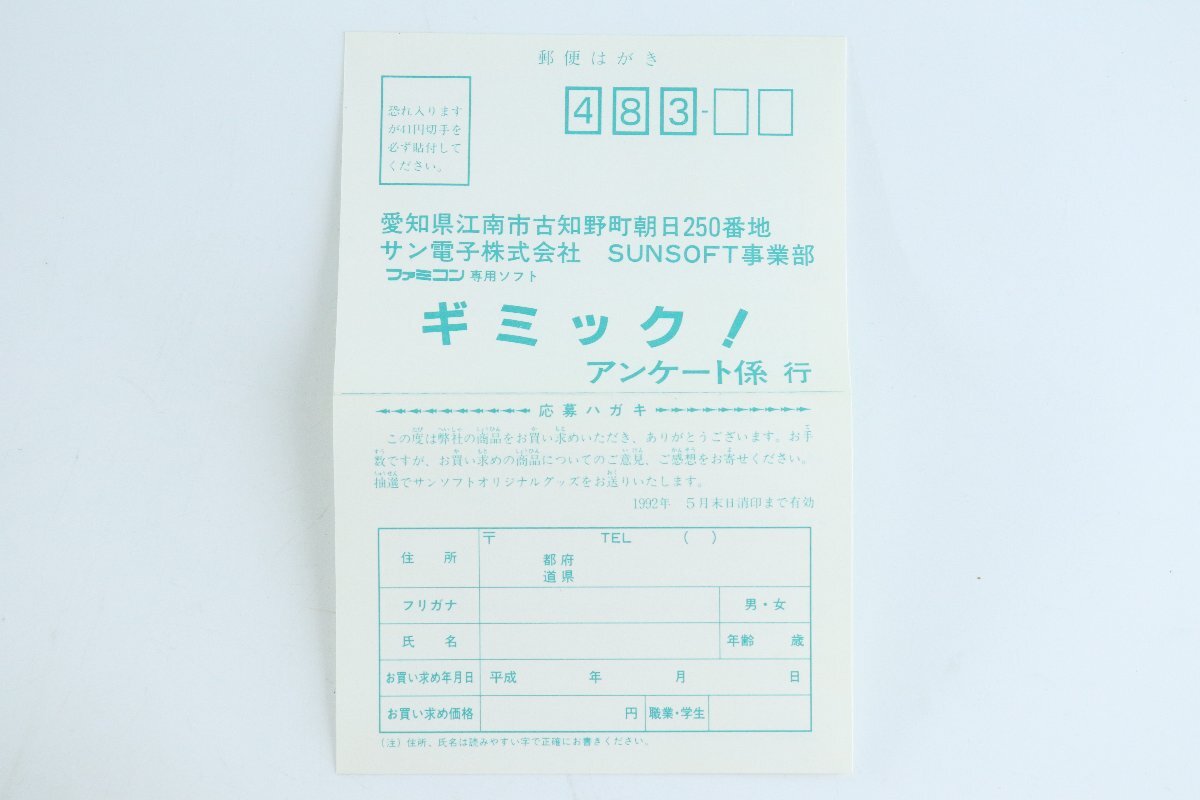 郵便はがき
恐れ入ります
が41円切手を
必ず貼付して
ください。
483-
愛知県江南市古知野町朝日250番地
サン電子株式会社 SUNSOFT事業部
ファミコン専用ソフト
ギミック!
アンケート係 行
応募ハガキ
この度は弊社の商品をお買い求めいただき、ありがとうございます。お手
数ですが、お買い求めの商品についてのご意見、ご感想をお寄せください。
抽選でサンソフトオリジナルグッズをお送りいたします。
1992年 5月末日消印まで有効
住所 〒 TEL ( )
都府
道県
フリガナ 男・女
氏名 年齢 歳
お買い求め年月日 平成 年 月 日
お買い求め価格 円 職業・学生
(注)住所、氏名は読みやすい字で正確にお書きください。